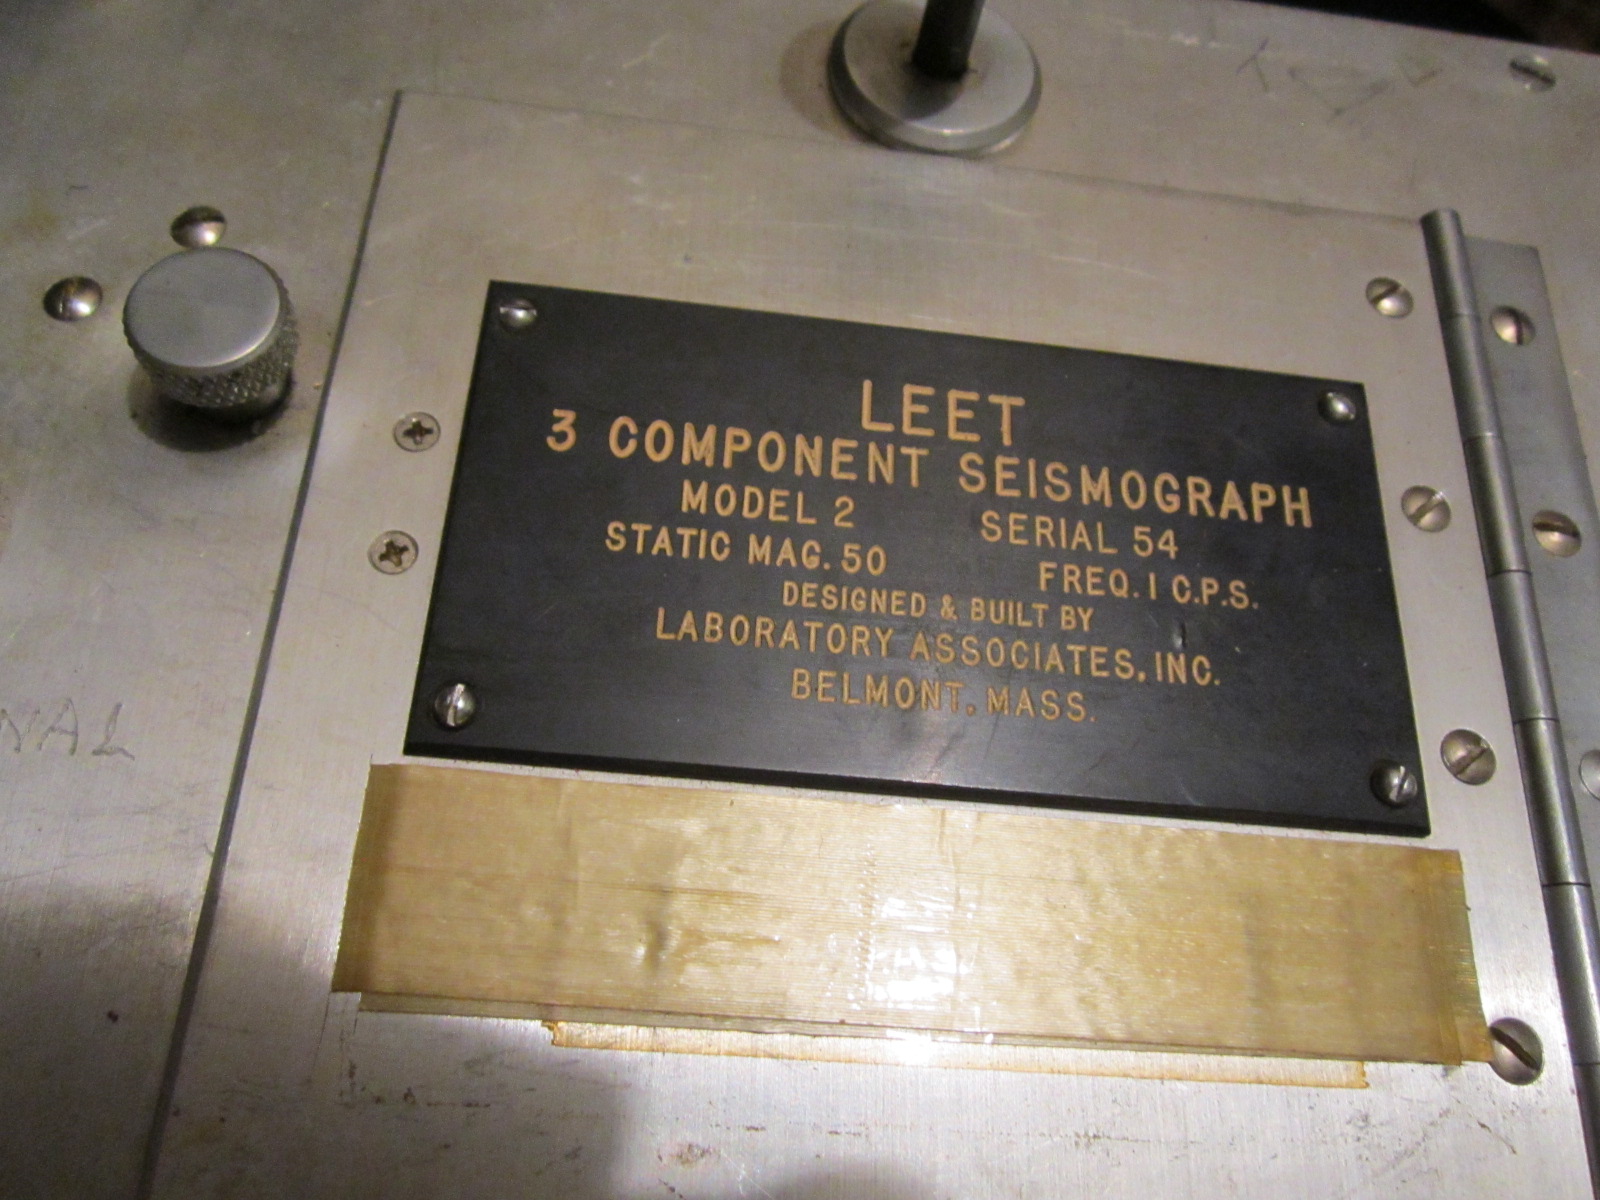 LEET
3 COMPONENT SEISMOGRAPH
MODEL 2 SERIAL 54
STATIC MAG. 50 FREQ. 1 C.P.S.
DESIGNED & BUILT BY
LABORATORY ASSOCIATES, INC.
BELMONT, MASS.
NAL